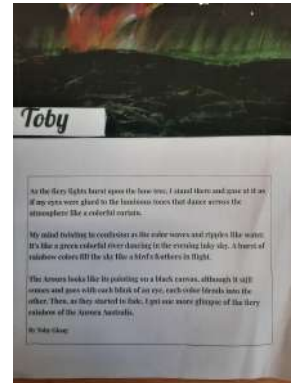 Toby
As the fiery lights burst upon the lone tree, I stand there and gaze at it as
if my eyes were glued to the luminous tones that dance across the
atmosphere like a colorful curtain.
My mind twisting in confusion as the color waves and ripples like water.
It's like a green colorful river dancing in the evening inky sky. A burst of
rainbow colors fill the sky like a bird's feathers in flight.
The Aurora looks like its painting on a black canvas, although it still
comes and goes with each blink of an eye, each color blends into the
other. Then, as they started to fade, I got one more glimpse of the fiery
rainbow of the Aurora Australis.
By Toby